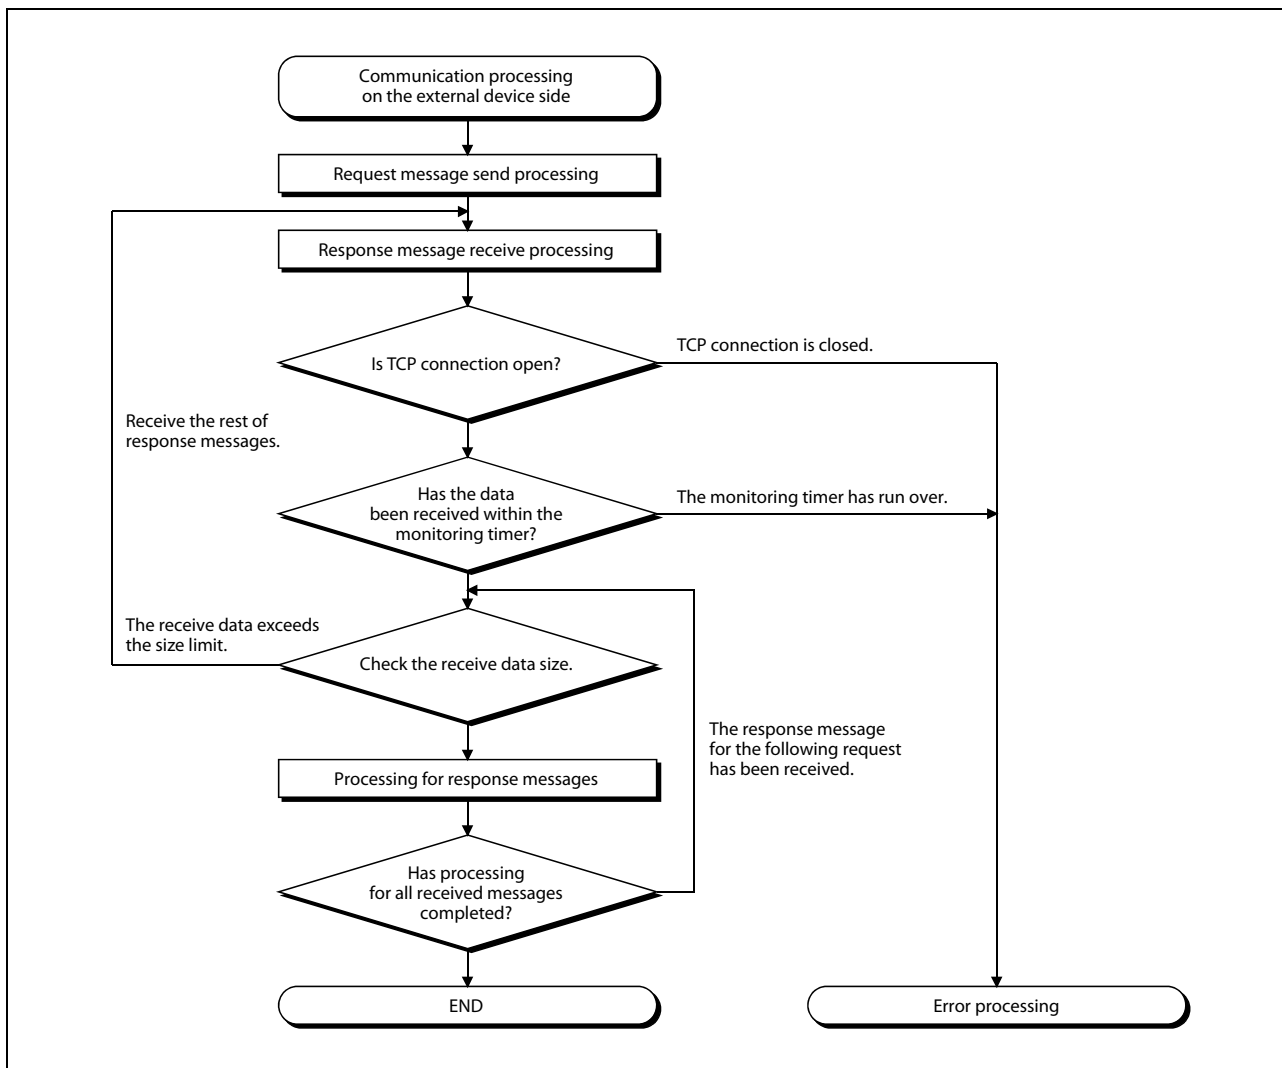 Communication processing
on the external device side
Request message send processing
Response message receive processing
Is TCP connection open?
TCP connection is closed.
Receive the rest of
response messages.
Has the data
been received within the
monitoring timer?
The monitoring timer has run over.
The receive data exceeds
the size limit.
Check the receive data size.
The response message
for the following request
has been received.
Processing for response messages
Has processing
for all received messages
completed?
END
Error processing